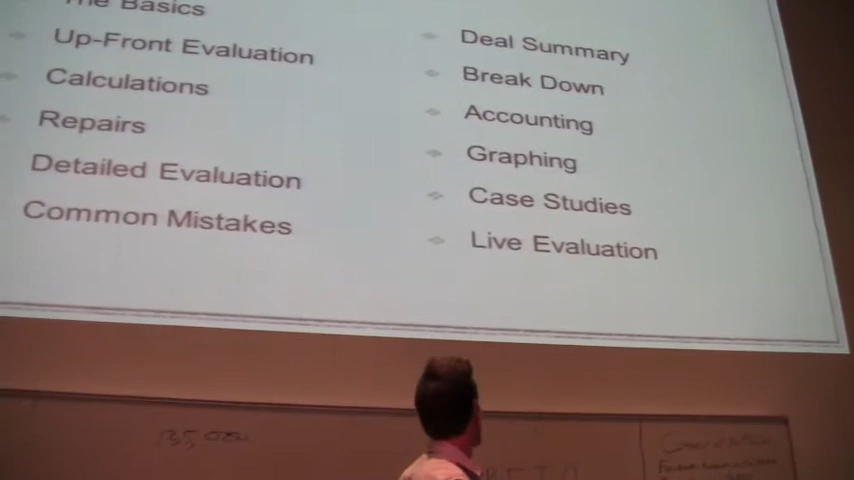 The Basics
Up-Front Evaluation
Calculations
Repairs
Detailed Evaluation
Common Mistakes
Deal Summary
Break Down
Accounting
Graphing
Case Studies
Live Evaluation